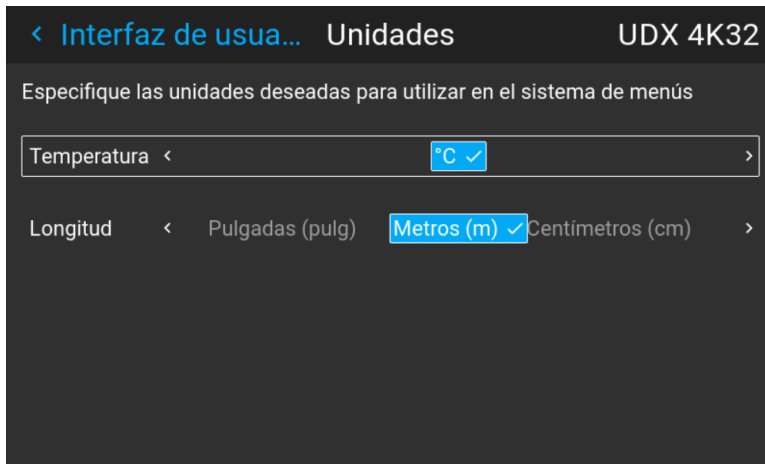 Interfaz de usua... Unidades UDX 4K32
Especifique las unidades deseadas para utilizar en el sistema de menús
Temperatura °C
Longitud Pulgadas (pulg) Metros (m) Centímetros (cm)